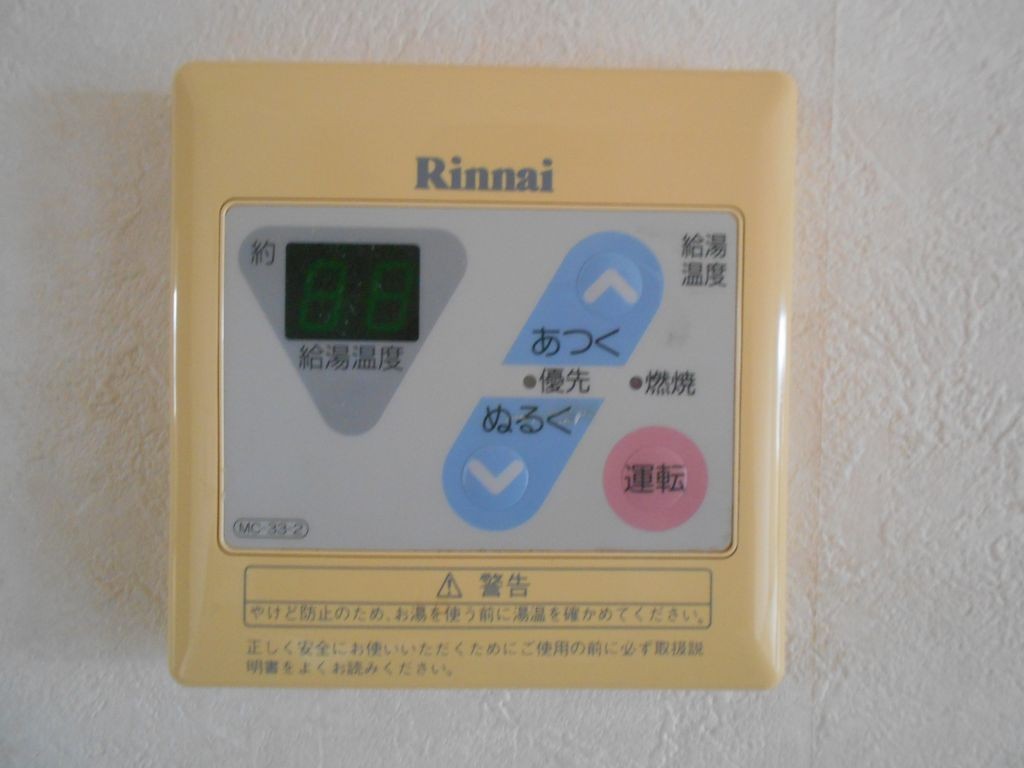 Rinnai
約
88
給湯温度
給湯
温度
あつく
優先
燃焼
ぬるく
運転
MC-33-2
⚠ 警告
やけど防止のため、お湯を使う前に湯温を確かめてください。
正しく安全にお使いいただくためにご使用の前に必ず取扱説
明書をよくお読みください。